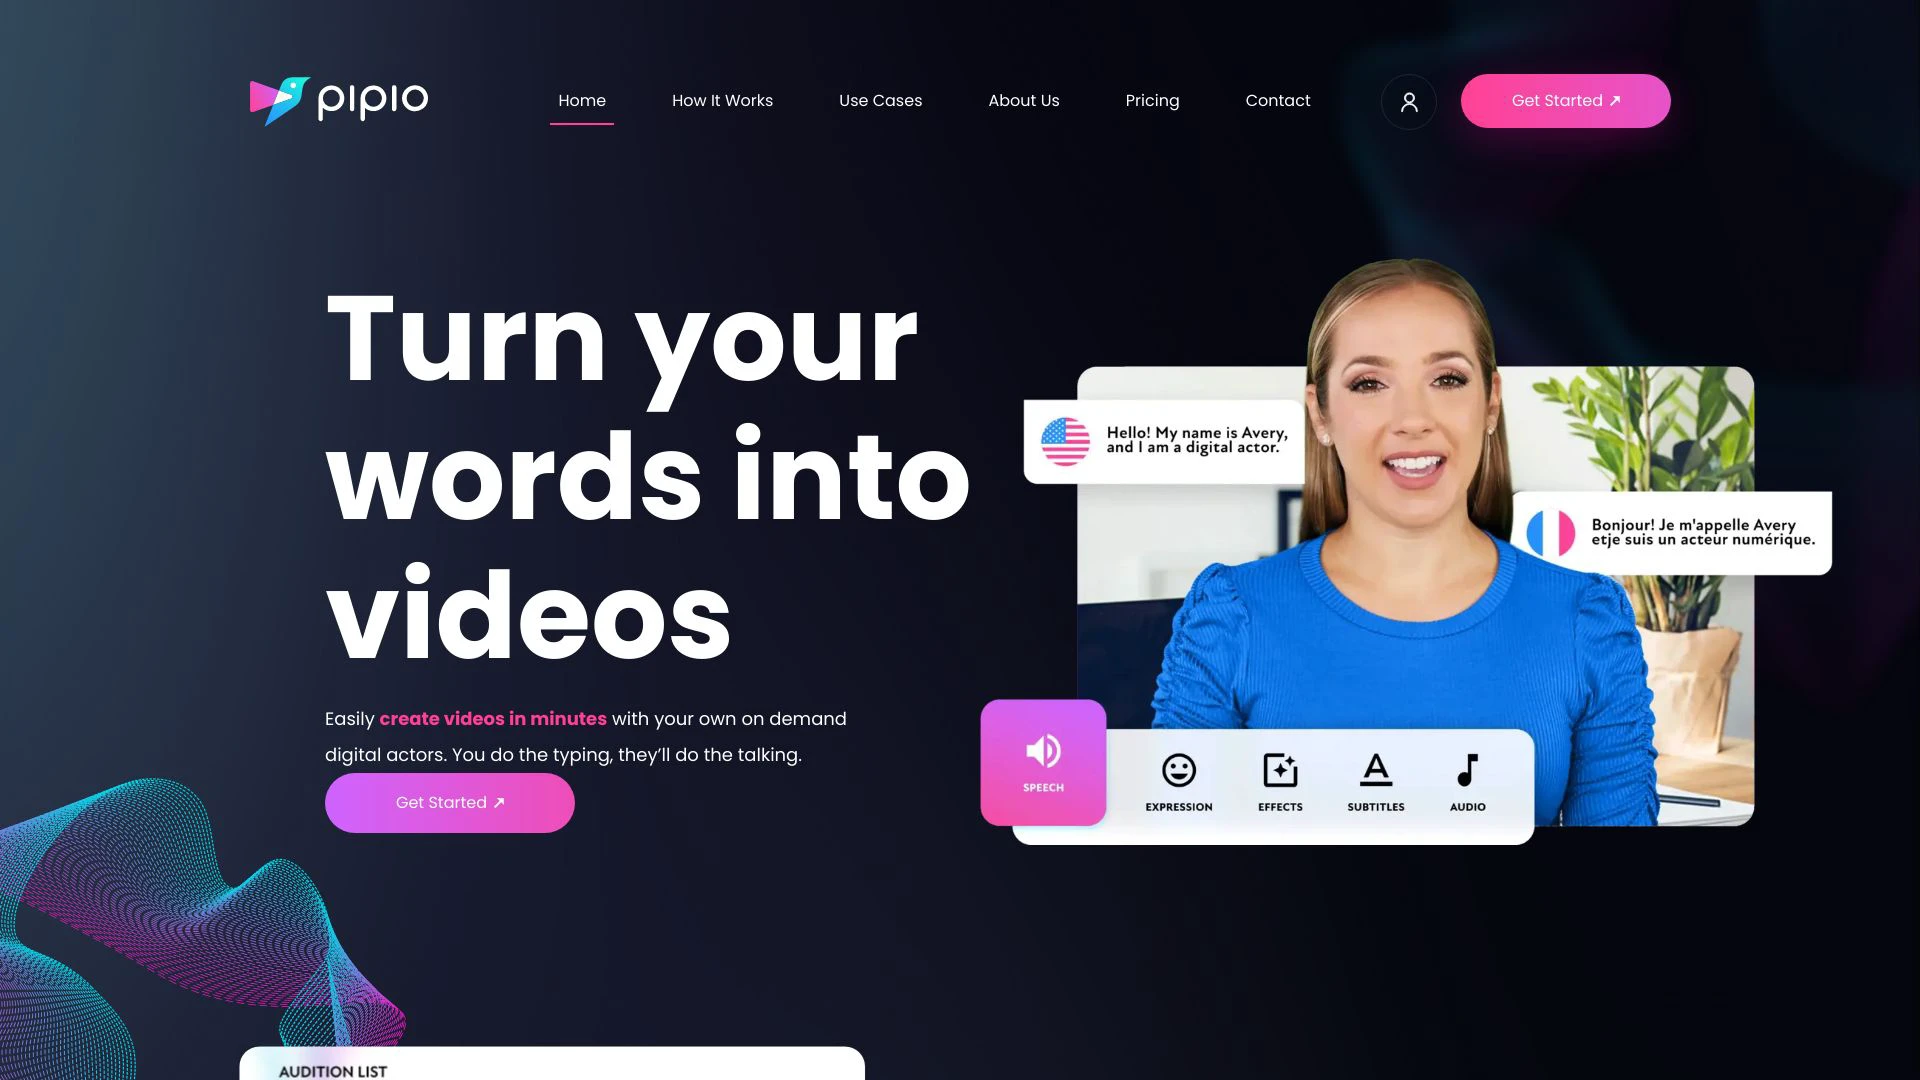 pipio
Home
How It Works
Use Cases
About Us
Pricing
Contact
Get Started
Turn your
words into
videos
Easily create videos in minutes with your own on demand
digital actors. You do the typing, they’ll do the talking.
Get Started
Hello! My name is Avery,
and I am a digital actor.
Bonjour! Je m'appelle Avery
etje suis un acteur numérique.
SPEECH
EXPRESSION
EFFECTS
SUBTITLES
AUDIO
AUDITION LIST